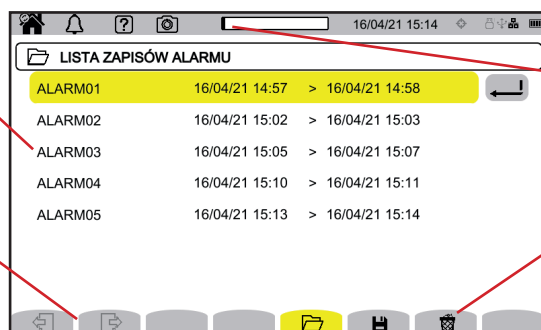 ? 16/04/21 15:14
LISTA ZAPISÓW ALARMU
ALARM01 16/04/21 14:57 > 16/04/21 14:58
ALARM02 16/04/21 15:02 > 16/04/21 15:03
ALARM03 16/04/21 15:05 > 16/04/21 15:07
ALARM04 16/04/21 15:10 > 16/04/21 15:11
ALARM05 16/04/21 15:13 > 16/04/21 15:14